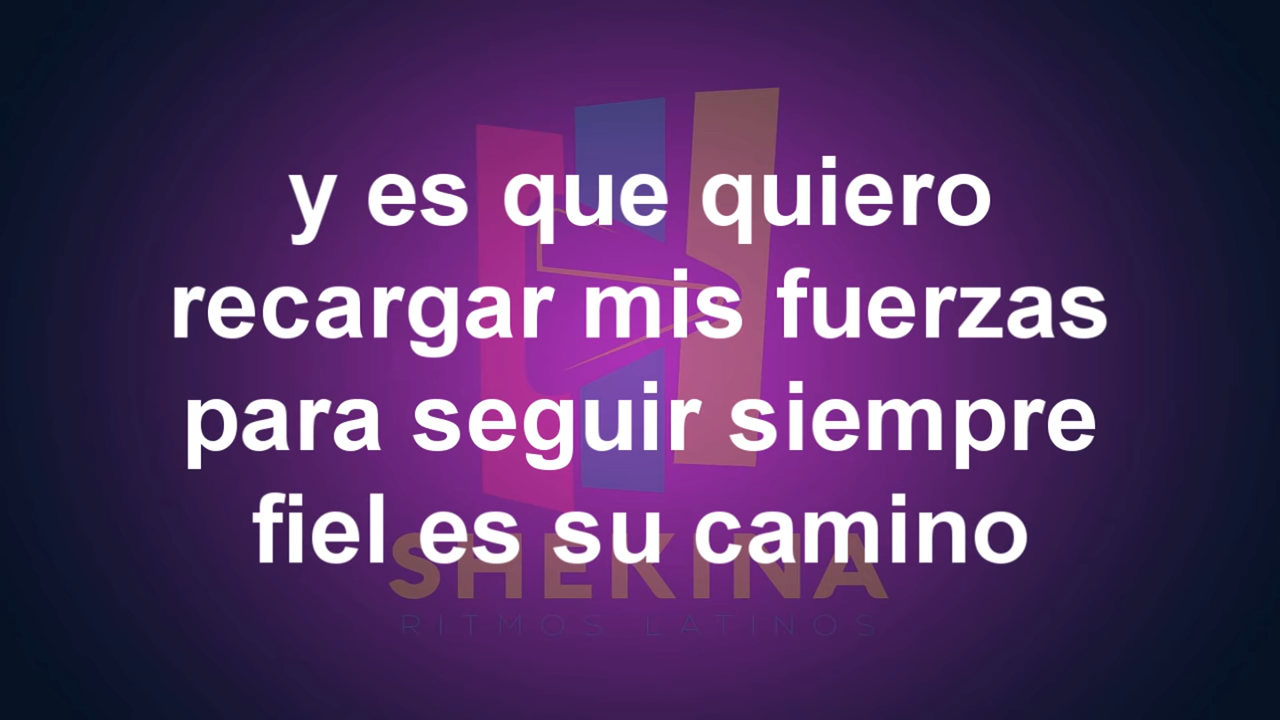 y es que quiero
recargar mis fuerzas
para seguir siempre
fiel es su camino
SHEKINA
RITMOS LATINOS